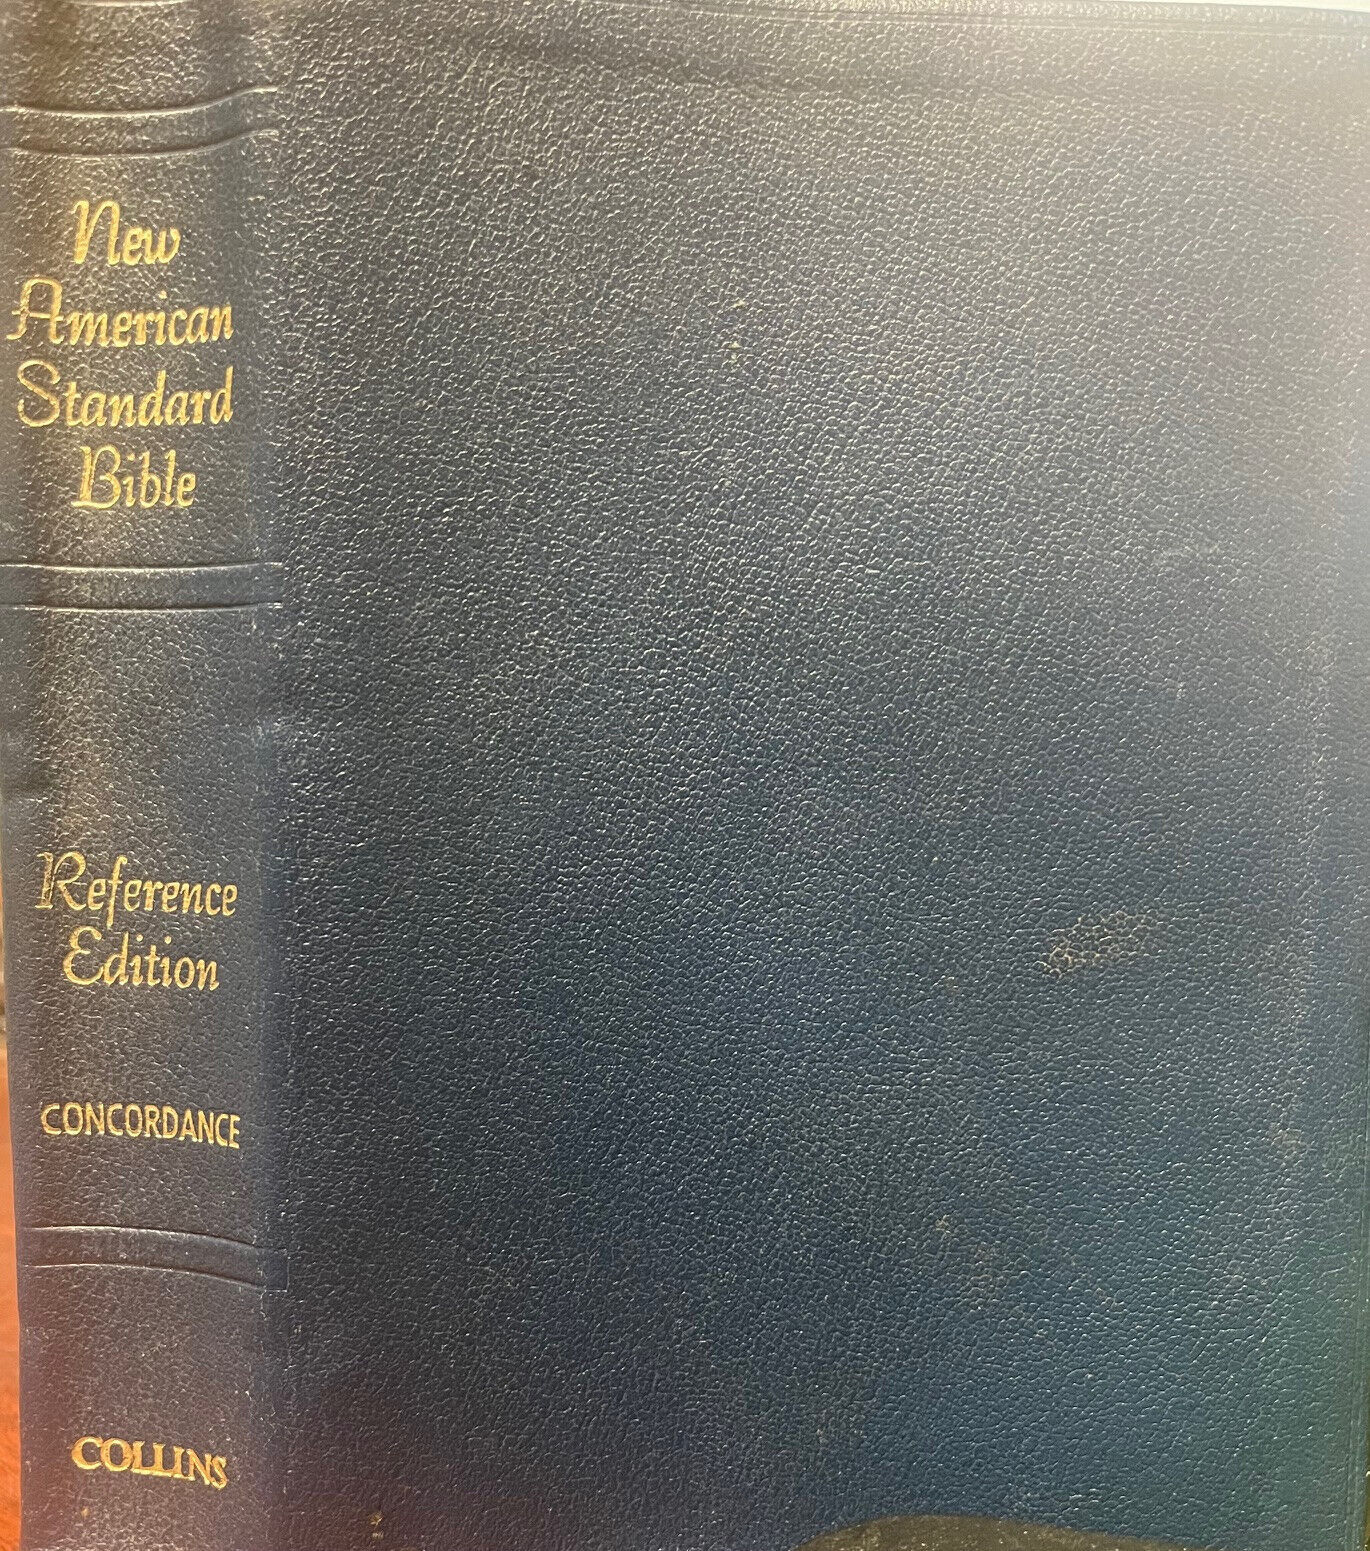 New
American
Standard
Bible
Reference
Edition
CONCORDANCE
COLLINS